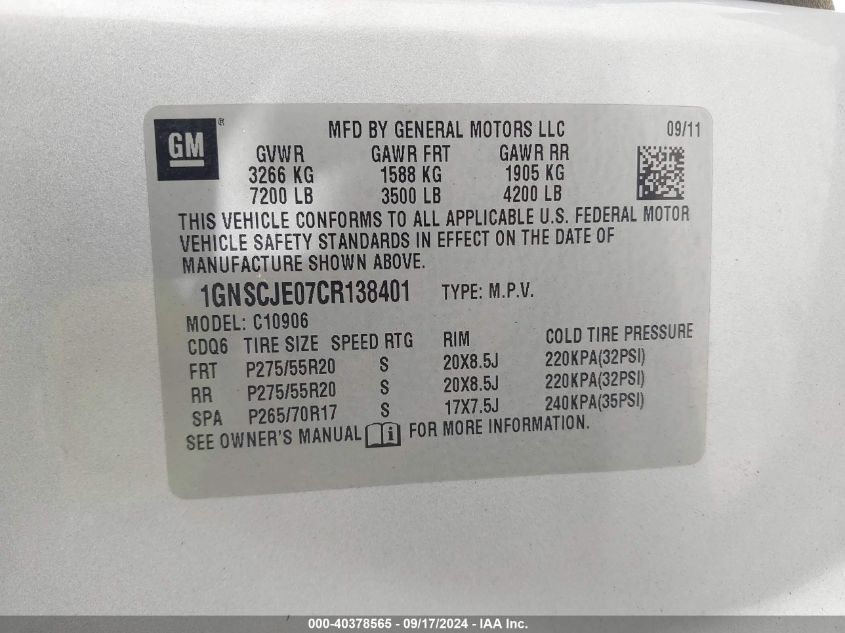 GM®
MFD BY GENERAL MOTORS LLC 09/11
GVWR GAWR FRT GAWR RR
3266 KG 1588 KG 1905 KG
7200 LB 3500 LB 4200 LB
THIS VEHICLE CONFORMS TO ALL APPLICABLE U.S. FEDERAL MOTOR
VEHICLE SAFETY STANDARDS IN EFFECT ON THE DATE OF
MANUFACTURE SHOWN ABOVE.
1GNSCJE07CR138401 TYPE: M.P.V.
MODEL: C10906
CDQ6 TIRE SIZE SPEED RTG RIM COLD TIRE PRESSURE
FRT P275/55R20 S 20X8.5J 220KPA(32PSI)
RR P275/55R20 S 20X8.5J 220KPA(32PSI)
SPA P265/70R17 S 17X7.5J 240KPA(35PSI)
SEE OWNER'S MANUAL i FOR MORE INFORMATION.
000-40378565 - 09/17/2024 - IAA Inc.